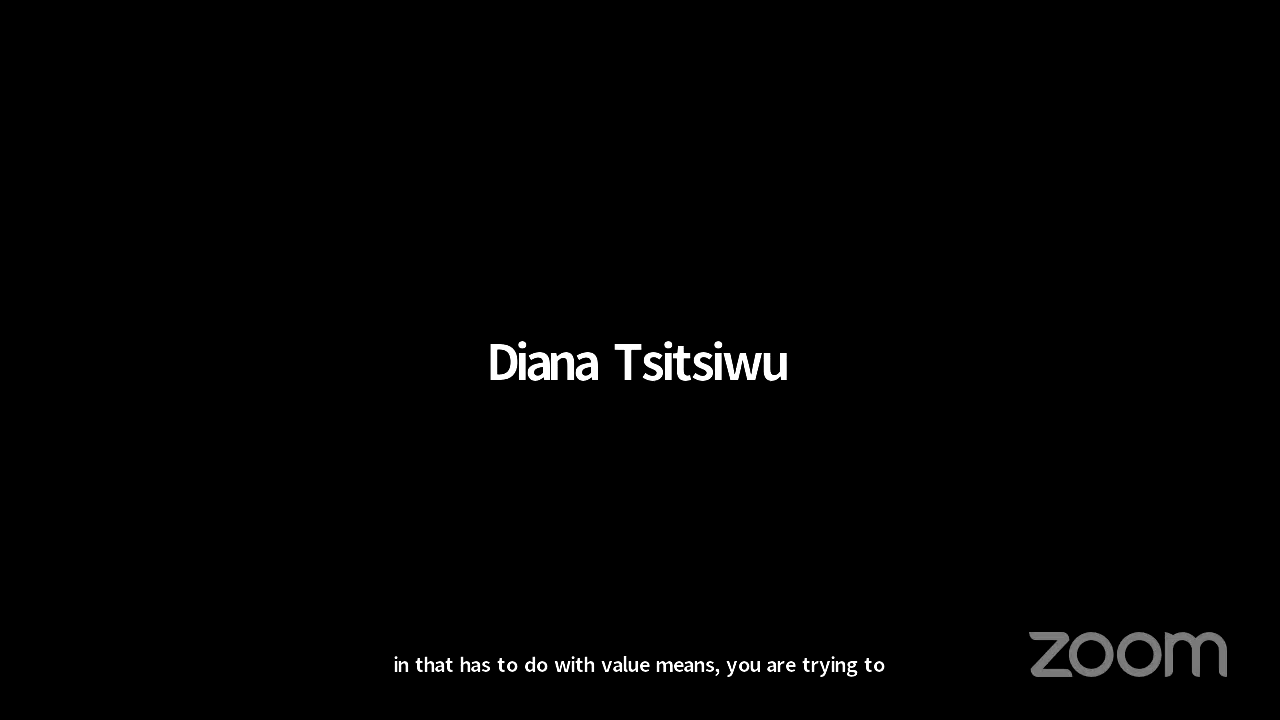 Diana Tsitsiwu
in that has to do with value means, you are trying to
zoom